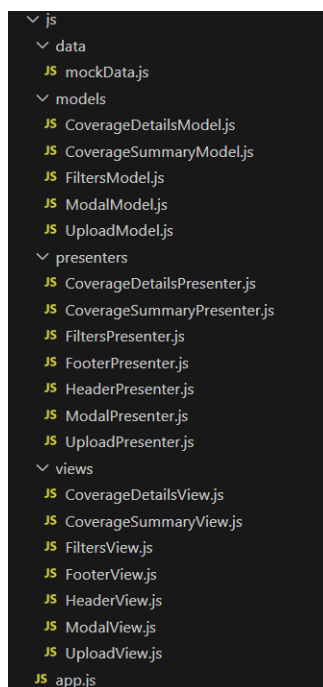 js
data
JS mockData.js
models
JS CoverageDetailsModel.js
JS CoverageSummaryModel.js
JS FiltersModel.js
JS ModalModel.js
JS UploadModel.js
presenters
JS CoverageDetailsPresenter.js
JS CoverageSummaryPresenter.js
JS FiltersPresenter.js
JS FooterPresenter.js
JS HeaderPresenter.js
JS ModalPresenter.js
JS UploadPresenter.js
views
JS CoverageDetailsView.js
JS CoverageSummaryView.js
JS FiltersView.js
JS FooterView.js
JS HeaderView.js
JS ModalView.js
JS UploadView.js
JS app.js